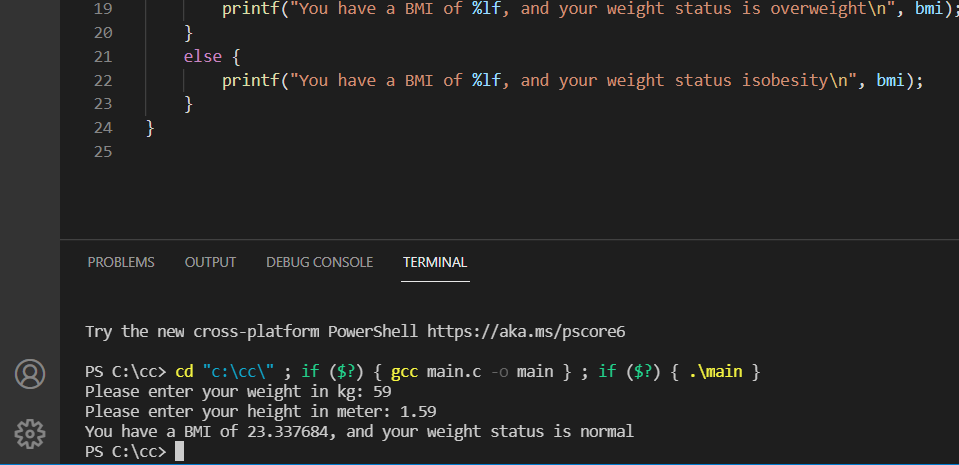 19 printf("You have a BMI of %lf, and your weight status is overweight\n", bmi);
20 }
21 else {
22 printf("You have a BMI of %lf, and your weight status isobesity\n", bmi);
23 }
24 }
25
PROBLEMS OUTPUT DEBUG CONSOLE TERMINAL
Try the new cross-platform PowerShell https://aka.ms/pscore6
PS C:\cc> cd "c:\cc\" ; if ($?) { gcc main.c -o main } ; if ($?) { .\main }
Please enter your weight in kg: 59
Please enter your height in meter: 1.59
You have a BMI of 23.337684, and your weight status is normal
PS C:\cc>